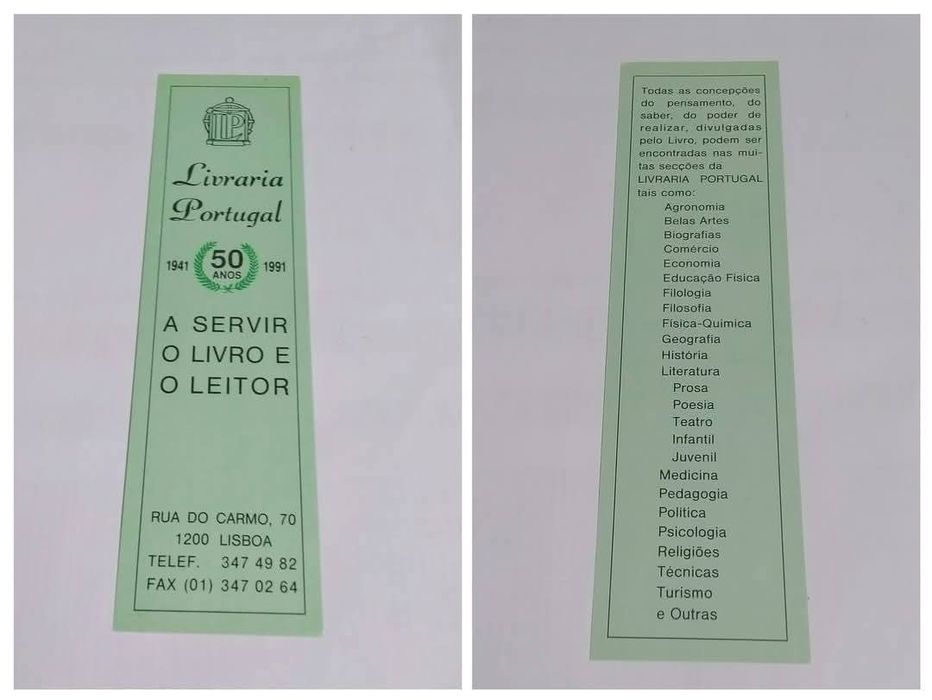 LP
Livraria
Portugal
1941 50 ANOS 1991
A SERVIR
O LIVRO E
O LEITOR
RUA DO CARMO, 70
1200 LISBOA
TELEF. 347 49 82
FAX (01) 347 02 64
Todas as concepções
do pensamento, do
saber, do poder de
realizar, divulgadas
pelo Livro, podem ser
encontradas nas mui-
tas secções da
LIVRARIA PORTUGAL
tais como:
Agronomia
Belas Artes
Biografias
Comércio
Economia
Educação Física
Filologia
Filosofia
Física-Química
Geografia
História
Literatura
Prosa
Poesia
Teatro
Infantil
Juvenil
Medicina
Pedagogia
Política
Psicologia
Religiões
Técnicas
Turismo
e Outras